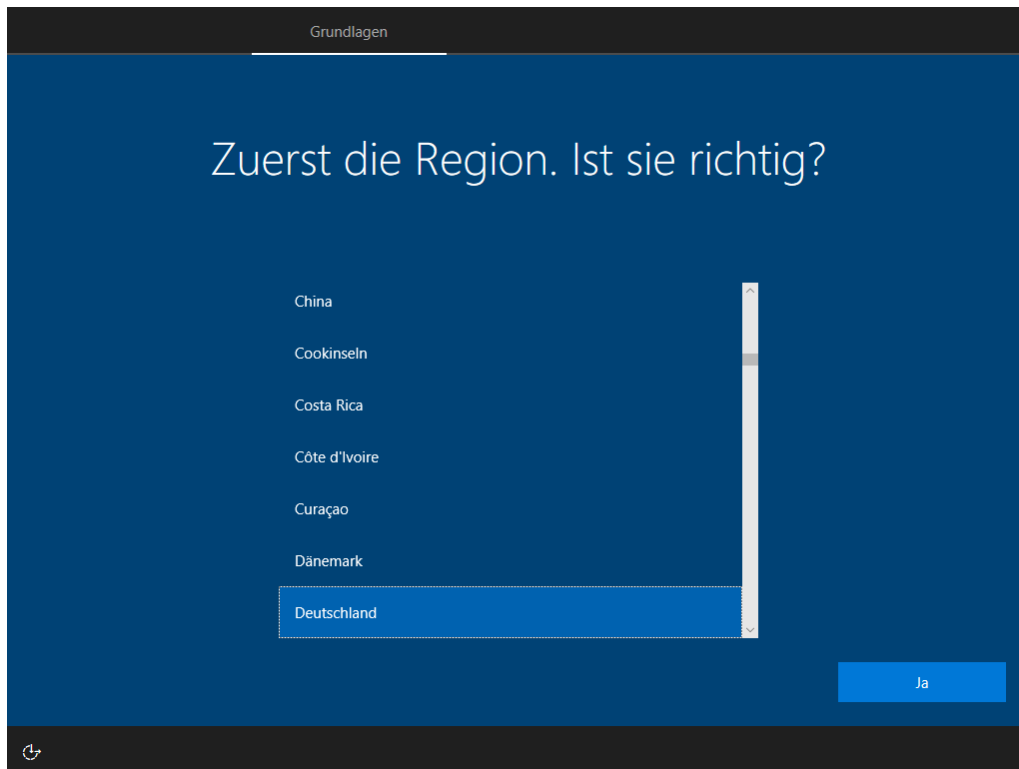 Grundlagen
Zuerst die Region. Ist sie richtig?
China
Cookinseln
Costa Rica
Côte d'Ivoire
Curaçao
Dänemark
Deutschland
Ja